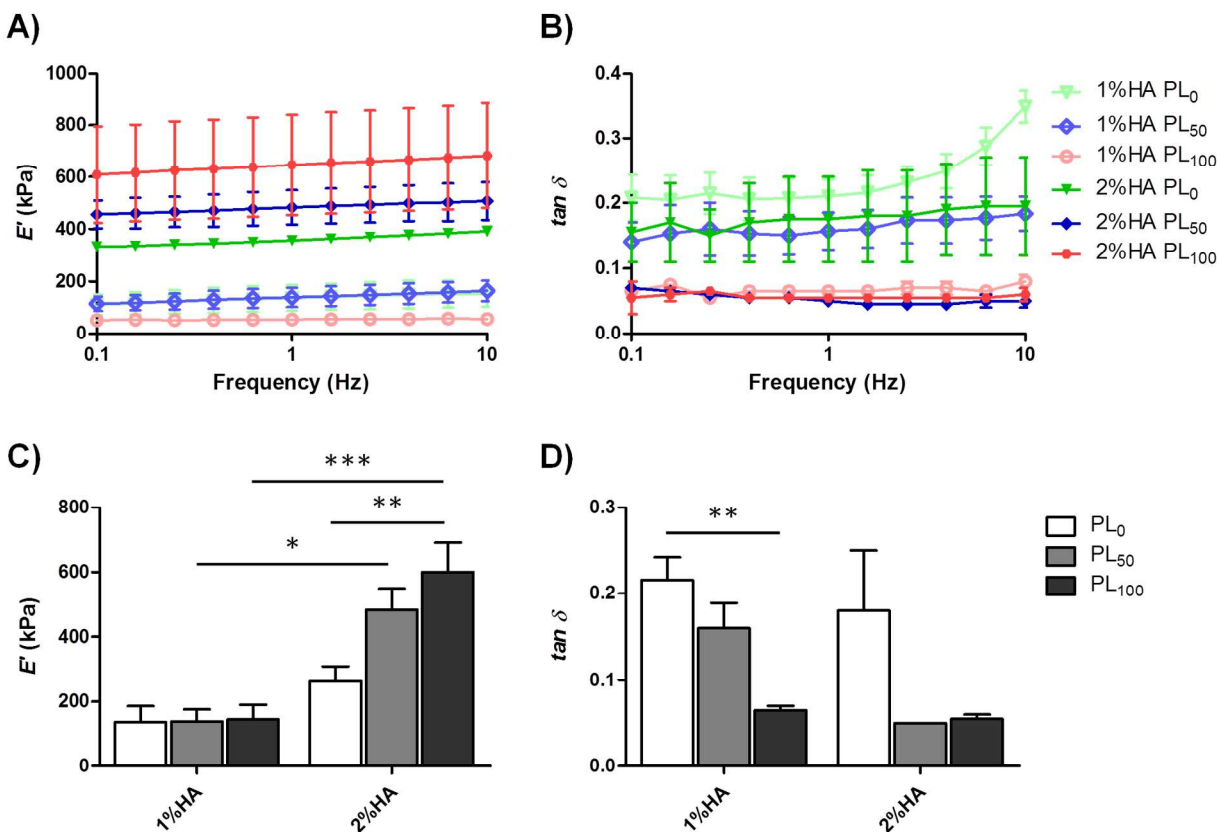 A)
E' (kPa)
1000
800
600
400
200
0
0.1
1
10
Frequency (Hz)
B)
tan δ
0.4
0.3
0.2
0.1
0.0
0.1
1
10
Frequency (Hz)
1%HA PL0
1%HA PL50
1%HA PL100
2%HA PL0
2%HA PL50
2%HA PL100
C)
E' (kPa)
800
600
400
200
0
***
**
*
1%HA
2%HA
D)
tan δ
0.3
0.2
0.1
0.0
**
1%HA
2%HA
PL0
PL50
PL100